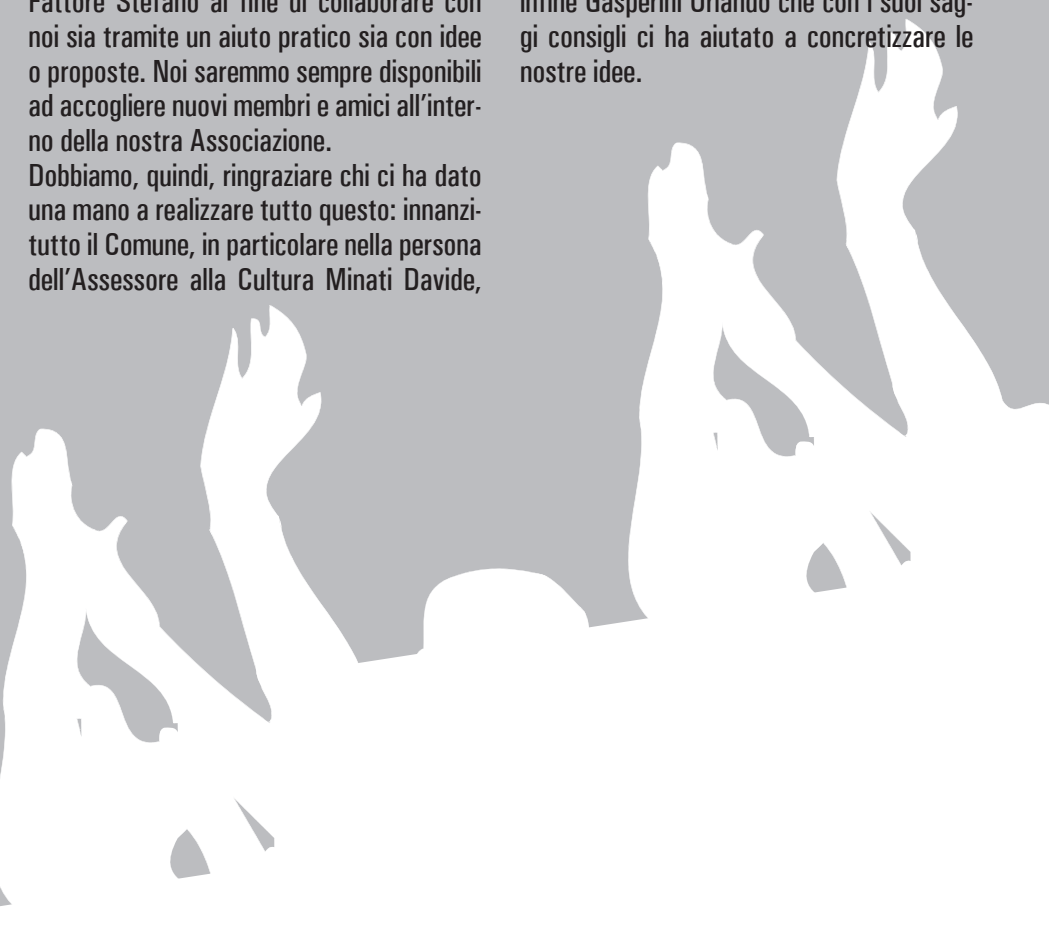 Fattore Stefano al fine di collaborare con
noi sia tramite un aiuto pratico sia con idee
o proposte. Noi saremmo sempre disponibili
ad accogliere nuovi membri e amici all'inter-
no della nostra Associazione.
Dobbiamo, quindi, ringraziare chi ci ha dato
una mano a realizzare tutto questo: innanzi-
tutto il Comune, in particolare nella persona
dell'Assessore alla Cultura Minati Davide,
infine Gasperini Orlando che con i suoi sag-
gi consigli ci ha aiutato a concretizzare le
nostre idee.